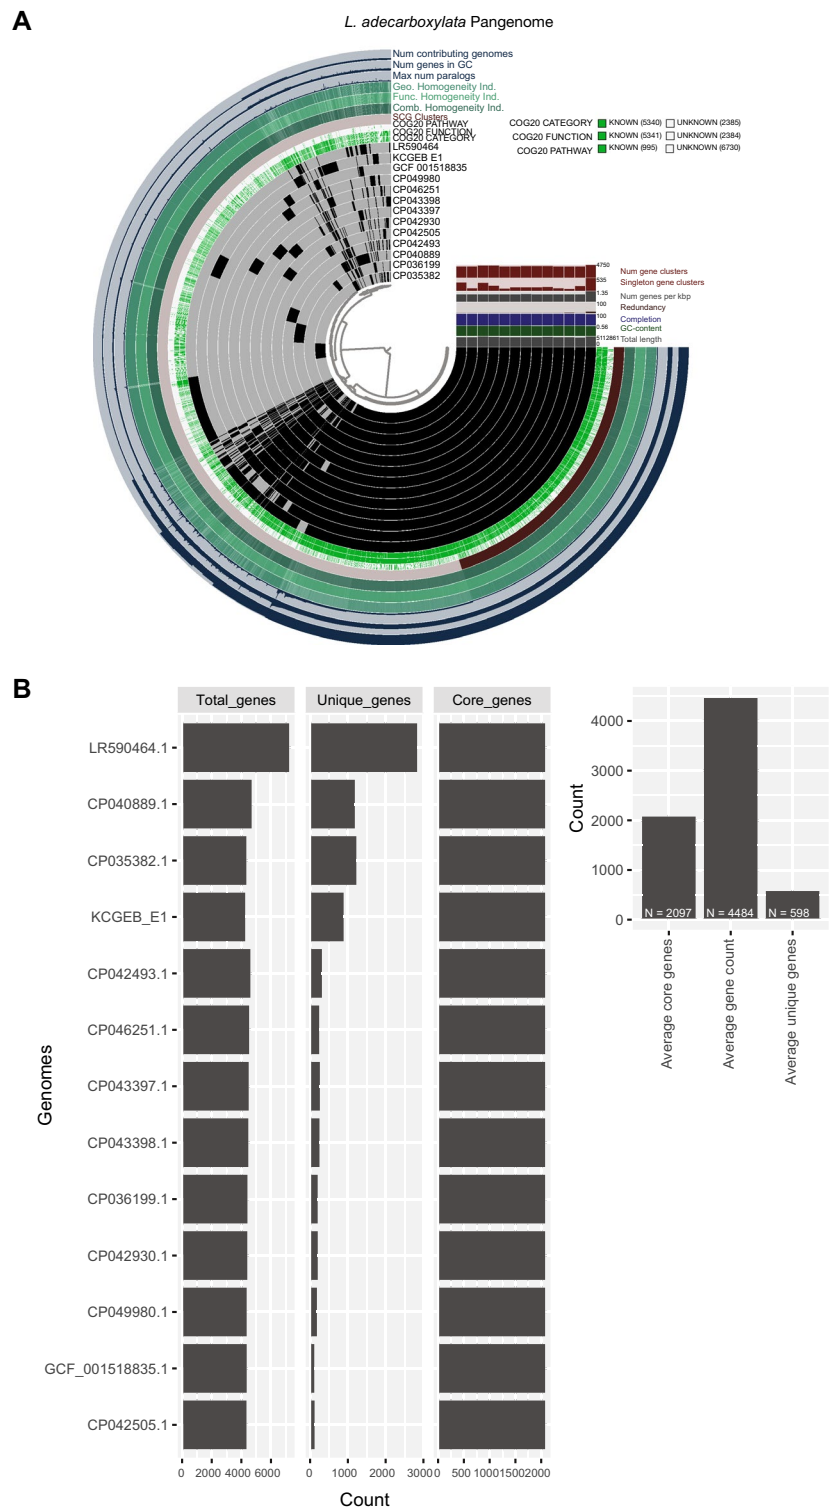 A
L. adecarboxylata Pangenome
Num contributing genomes
Num genes in GC
Max num paralogs
Geo. Homogeneity Ind.
Func. Homogeneity Ind.
Comb. Homogeneity Ind.
SCG Clusters
COG20 PATHWAY
COG20 FUNCTION
COG20 CATEGORY
LR590464
KCGEB E1
GCF 001518835
CP049980
CP046251
CP043398
CP043397
CP042930
CP042505
CP042493
CP040889
CP036199
CP035382
COG20 CATEGORY KNOWN (5340) UNKNOWN (2385)
COG20 FUNCTION KNOWN (5341) UNKNOWN (2384)
COG20 PATHWAY KNOWN (995) UNKNOWN (6730)
4750 Num gene clusters
535 Singleton gene clusters
1.35 Num genes per kbp
100 Redundancy
100 Completion
0.56 GC-content
5112861 Total length
0
B
Total_genes Unique_genes Core_genes
LR590464.1
CP040889.1
CP035382.1
KCGEB_E1
CP042493.1
CP046251.1
CP043397.1
CP043398.1
CP036199.1
CP042930.1
CP049980.1
GCF_001518835.1
CP042505.1
Genomes
0 2000 4000 6000 0 1000 2000 3000 0 500 1000 1500 2000
Count
4000
3000
2000
1000
0
Count
N = 2097 N = 4484 N = 598
Average core genes
Average gene count
Average unique genes